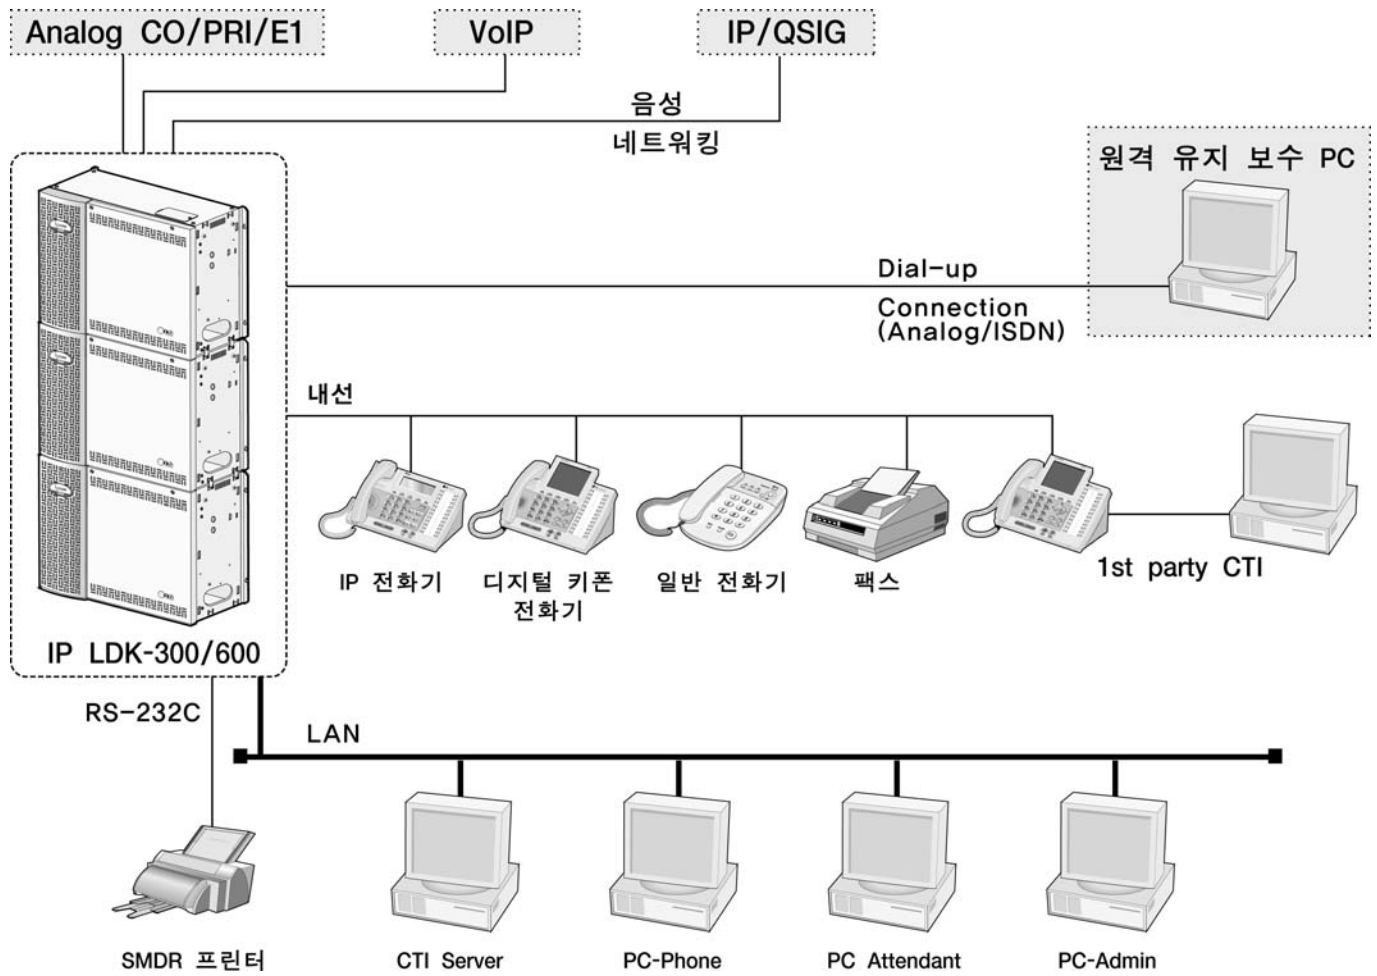 Analog CO/PRI/E1
VoIP
IP/QSIG
음성
네트워킹
원격 유지 보수 PC
Dial-up
Connection
(Analog/ISDN)
내선
IP 전화기
디지털 키폰
전화기
일반 전화기
팩스
1st party CTI
IP LDK-300/600
RS-232C
LAN
SMDR 프린터
CTI Server
PC-Phone
PC Attendant
PC-Admin